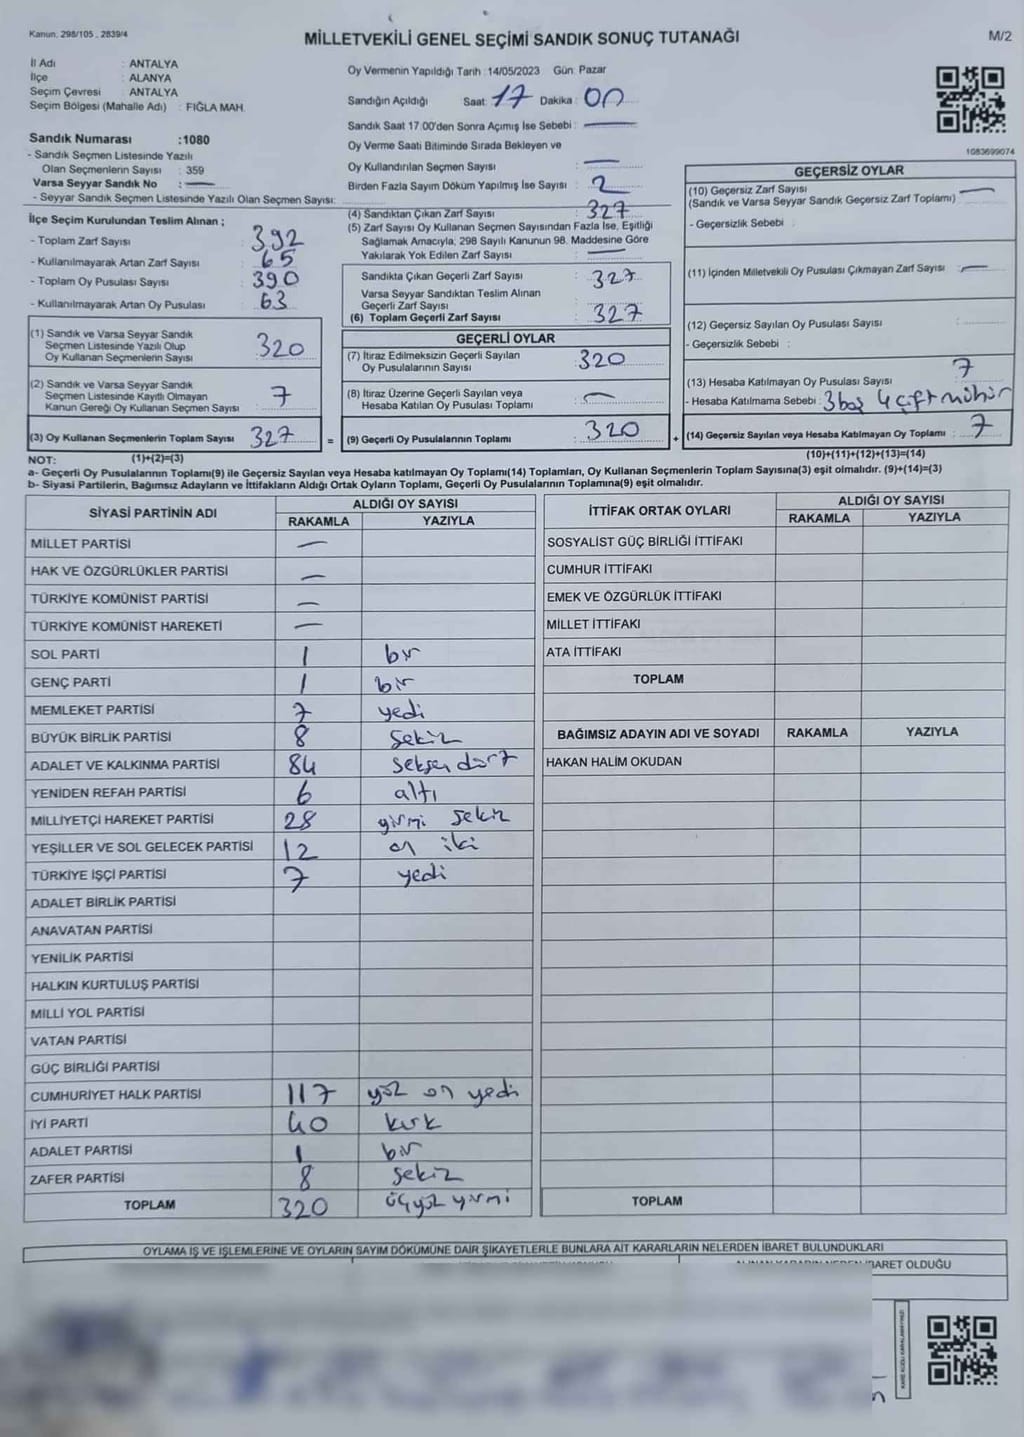 Kanun, 298/105 , 2839/4
MİLLETVEKİLİ GENEL SEÇİMİ SANDIK SONUÇ TUTANAĞI
M/2
İl Adı : ANTALYA
İlçe : ALANYA
Seçim Çevresi : ANTALYA
Seçim Bölgesi (Mahalle Adı) : FIĞLA MAH.
Oy Vermenin Yapıldığı Tarih :14/05/2023 Gün: Pazar
Sandığın Açıldığı Saat: 17 Dakika : 00
Sandık Saat 17.00'den Sonra Açımış İse Sebebi : —
Oy Verme Saati Bitiminde Sırada Bekleyen ve
Oy Kullandırılan Seçmen Sayısı : —
Birden Fazla Sayım Döküm Yapılmış İse Sayısı : 2
1083699074
Sandık Numarası :1080
- Sandık Seçmen Listesinde Yazılı
Olan Seçmenlerin Sayısı : 359
Varsa Seyyar Sandık No : —
- Seyyar Sandık Seçmen Listesinde Yazılı Olan Seçmen Sayısı:
İlçe Seçim Kurulundan Teslim Alınan ;
- Toplam Zarf Sayısı : 392
- Kullanılmayarak Artan Zarf Sayısı : 65
- Toplam Oy Pusulası Sayısı : 390
- Kullanılmayarak Artan Oy Pusulası : 63
(4) Sandıktan Çıkan Zarf Sayısı : 327
(5) Zarf Sayısı Oy Kullanan Seçmen Sayısından Fazla İse, Eşitliği
Sağlamak Amacıyla, 298 Sayılı Kanunun 98. Maddesine Göre
Yakılarak Yok Edilen Zarf Sayısı : —
Sandıkta Çıkan Geçerli Zarf Sayısı : 327
Varsa Seyyar Sandıktan Teslim Alınan
Geçerli Zarf Sayısı
(6) Toplam Geçerli Zarf Sayısı : 327
GEÇERSİZ OYLAR
(10) Geçersiz Zarf Sayısı —
(Sandık ve Varsa Seyyar Sandık Geçersiz Zarf Toplamı)
- Geçersizlik Sebebi :
(11) İçinden Milletvekili Oy Pusulası Çıkmayan Zarf Sayısı —
(12) Geçersiz Sayılan Oy Pusulası Sayısı :
- Geçersizlik Sebebi :
(13) Hesaba Katılmayan Oy Pusulası Sayısı : 7
- Hesaba Katılmama Sebebi : 3 boş 4 çift mühür
(14) Geçersiz Sayılan veya Hesaba Katılmayan Oy Toplamı : 7
(10)+(11)+(12)+(13)=(14)
(1) Sandık ve Varsa Seyyar Sandık
Seçmen Listesinde Yazılı Olup
Oy Kullanan Seçmenlerin Sayısı : 320
(2) Sandık ve Varsa Seyyar Sandık
Seçmen Listesinde Kayıtlı Olmayan
Kanun Gereği Oy Kullanan Seçmen Sayısı : 7
(3) Oy Kullanan Seçmenlerin Toplam Sayısı 327 =
(1)+(2)=(3)
GEÇERLİ OYLAR
(7) İtiraz Edilmeksizin Geçerli Sayılan
Oy Pusulalarının Sayısı : 320
(8) İtiraz Üzerine Geçerli Sayılan veya
Hesaba Katılan Oy Pusulası Toplamı : —
(9) Geçerli Oy Pusulalarının Toplamı : 320 +
NOT:
a- Geçerli Oy Pusulalarının Toplamı(9) ile Geçersiz Sayılan veya Hesaba katılmayan Oy Toplamı(14) Toplamları, Oy Kullanan Seçmenlerin Toplam Sayısına(3) eşit olmalıdır. (9)+(14)=(3)
b- Siyasi Partilerin, Bağımsız Adayların ve İttifakların Aldığı Ortak Oyların Toplamı, Geçerli Oy Pusulalarının Toplamına(9) eşit olmalıdır.
SİYASİ PARTİNİN ADI ALDIĞI OY SAYISI
RAKAMLA YAZIYLA
MİLLET PARTİSİ —
HAK VE ÖZGÜRLÜKLER PARTİSİ —
TÜRKİYE KOMÜNİST PARTİSİ —
TÜRKİYE KOMÜNİST HAREKETİ —
SOL PARTİ 1 bir
GENÇ PARTİ 1 bir
MEMLEKET PARTİSİ 7 yedi
BÜYÜK BİRLİK PARTİSİ 8 sekiz
ADALET VE KALKINMA PARTİSİ 84 seksen dört
YENİDEN REFAH PARTİSİ 6 altı
MİLLİYETÇİ HAREKET PARTİSİ 28 yirmi sekiz
YEŞİLLER VE SOL GELECEK PARTİSİ 12 on iki
TÜRKİYE İŞÇİ PARTİSİ 7 yedi
ADALET BİRLİK PARTİSİ
ANAVATAN PARTİSİ
YENİLİK PARTİSİ
HALKIN KURTULUŞ PARTİSİ
MİLLİ YOL PARTİSİ
VATAN PARTİSİ
GÜÇ BİRLİĞİ PARTİSİ
CUMHURİYET HALK PARTİSİ 117 yüz on yedi
İYİ PARTİ 40 kırk
ADALET PARTİSİ 1 bir
ZAFER PARTİSİ 8 sekiz
TOPLAM 320 üçyüz yirmi
İTTİFAK ORTAK OYLARI ALDIĞI OY SAYISI
RAKAMLA YAZIYLA
SOSYALİST GÜÇ BİRLİĞİ İTTİFAKI
CUMHUR İTTİFAKI
EMEK VE ÖZGÜRLÜK İTTİFAKI
MİLLET İTTİFAKI
ATA İTTİFAKI
TOPLAM
BAĞIMSIZ ADAYIN ADI VE SOYADI RAKAMLA YAZIYLA
HAKAN HALİM OKUDAN
TOPLAM
OYLAMA İŞ VE İŞLEMLERİNE VE OYLARIN SAYIM DÖKÜMÜNE DAİR ŞİKAYETLERLE BUNLARA AİT KARARLARIN NELERDEN İBARET BULUNDUKLARI
OLDUĞU